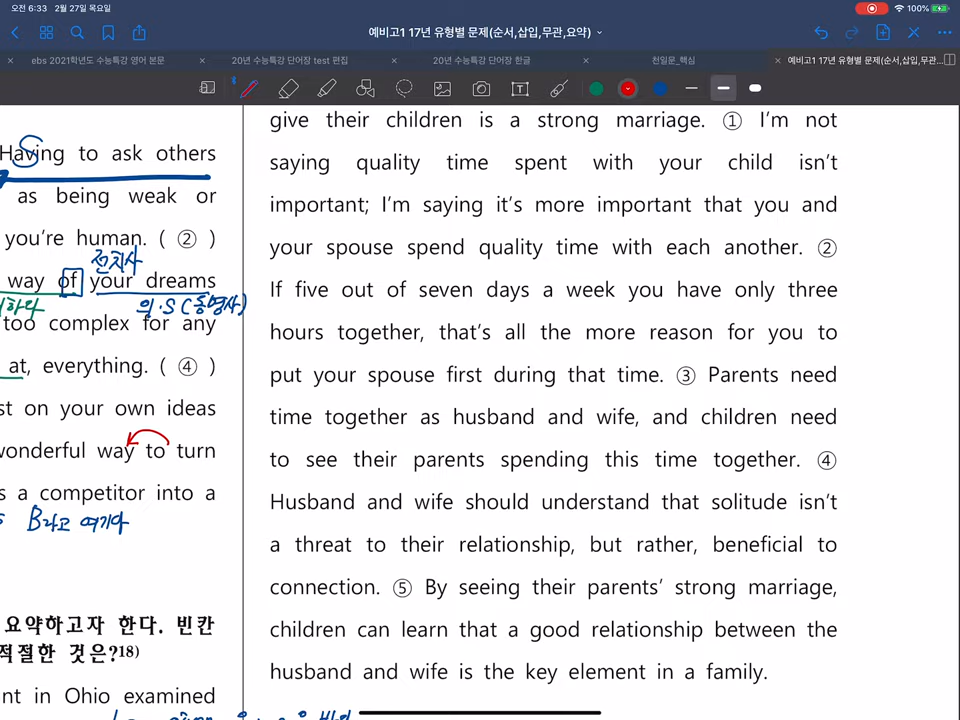 오전 6:33 2월 27일 목요일
100%
예비고1 17년 유형별 문제(순서,삽입,무관,요약)
ebs 2021학년도 수능특강 영어 본문
20년 수능특강 단어장 test 편집
20년 수능특강 단어장 한글
천일문_핵심
예비고1 17년 유형별 문제(순서,삽입,무관,...
Having to ask others
S
as being weak or
you're human. ( ② )
전치사
way of your dreams
하다 의.S (동명사)
too complex for any
at, everything. ( ④ )
st on your own ideas
wonderful way to turn
s a competitor into a
B라고 여기다
요약하고자 한다. 빈칸
적절한 것은?18)
nt in Ohio examined
give their children is a strong marriage. ① I'm not
saying quality time spent with your child isn't
important; I'm saying it's more important that you and
your spouse spend quality time with each another. ②
If five out of seven days a week you have only three
hours together, that's all the more reason for you to
put your spouse first during that time. ③ Parents need
time together as husband and wife, and children need
to see their parents spending this time together. ④
Husband and wife should understand that solitude isn't
a threat to their relationship, but rather, beneficial to
connection. ⑤ By seeing their parents' strong marriage,
children can learn that a good relationship between the
husband and wife is the key element in a family.